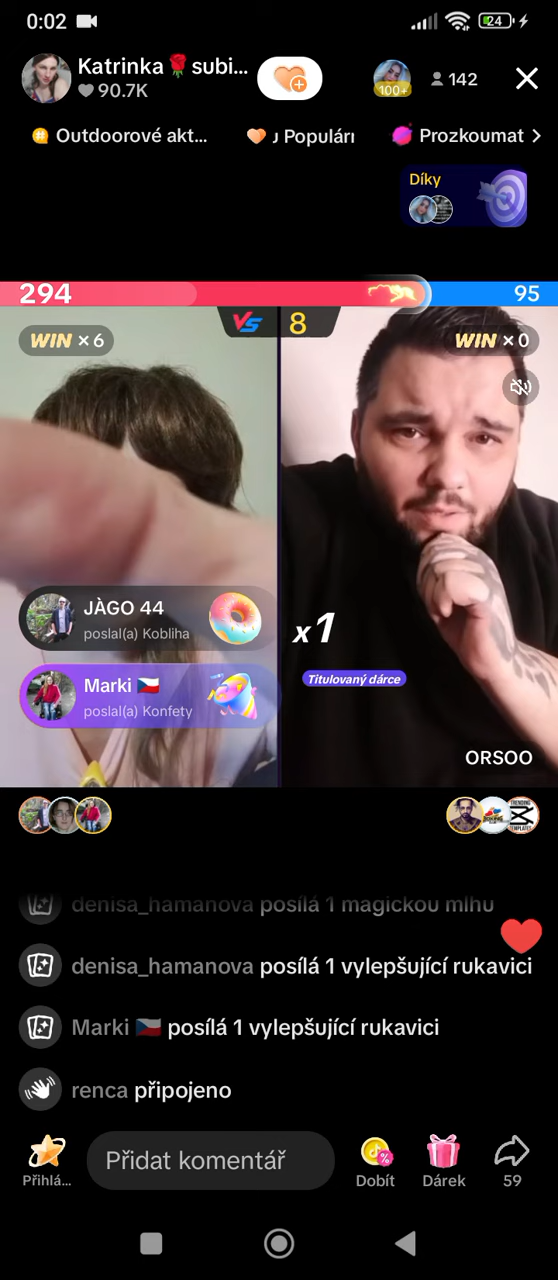 0:02
24
Katrinka🌹subi...
90.7K
100+
142
Outdoorové akt...
Prozkoumat
Díky
294
95
VS
8
WIN × 6
WIN × 0
JÀGO 44
poslal(a) Kobliha
x1
Marki 🇨🇿
poslal(a) Konfety
Titulovaný dárce
ORSOO
TRENDING
TEMPLATES
denisa_hamanova posílá 1 magickou mlhu
denisa_hamanova posílá 1 vylepšující rukavici
Marki 🇨🇿 posílá 1 vylepšující rukavici
renca připojeno
Přihlá...
Přidat komentář
Dobít
Dárek
59